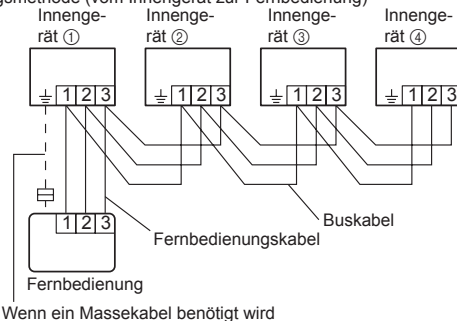 gsmethode (vom Innengerät zur Fernbedienung)
Innenge-
rät ①
Innenge-
rät ②
Innenge-
rät ③
Innenge-
rät ④
1 2 3
1 2 3
1 2 3
1 2 3
1 2 3
Buskabel
Fernbedienungskabel
Fernbedienung
Wenn ein Massekabel benötigt wird